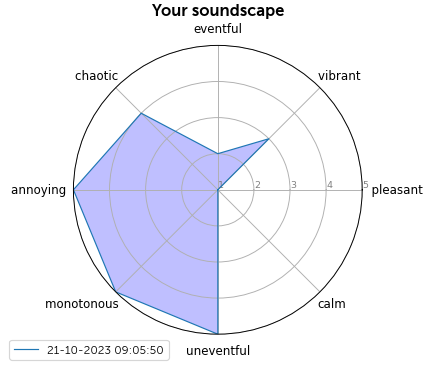 Your soundscape
eventful
chaotic
vibrant
annoying
1 2 3 4 5
pleasant
monotonous
calm
uneventful
21-10-2023 09:05:50